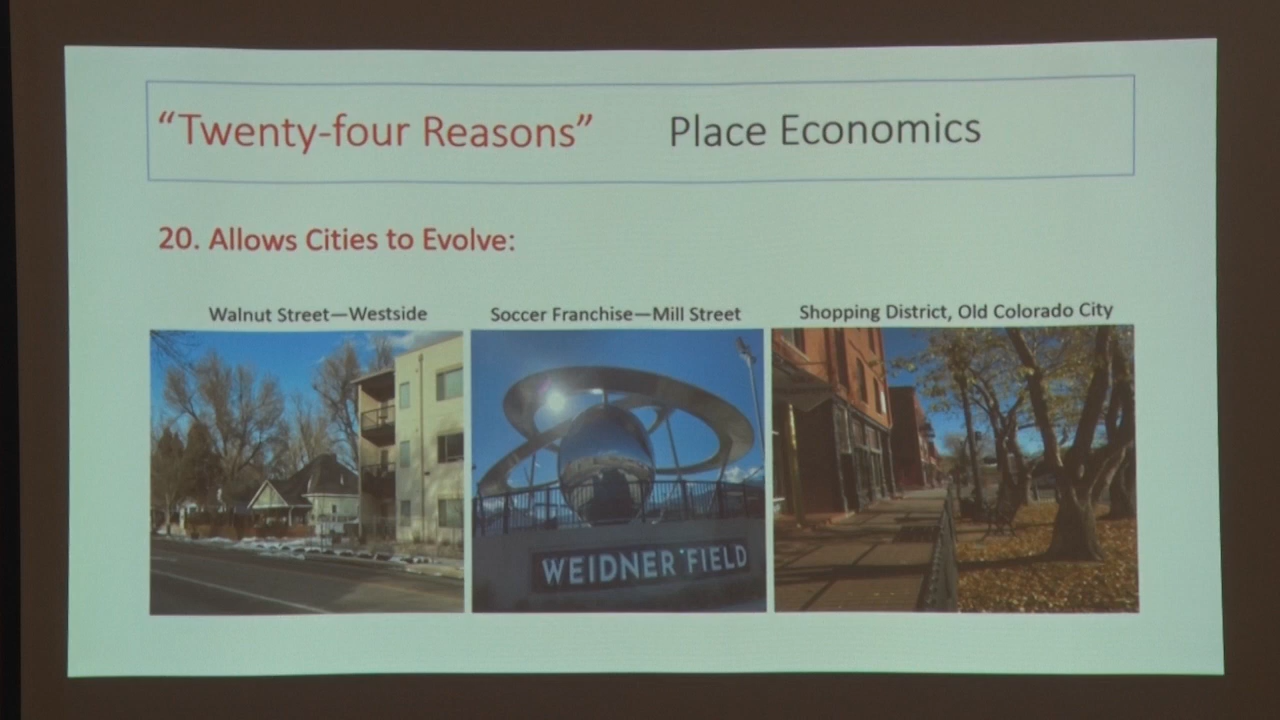 “Twenty-four Reasons” Place Economics
20. Allows Cities to Evolve:
Walnut Street—Westside
Soccer Franchise—Mill Street
Shopping District, Old Colorado City
WEIDNER FIELD